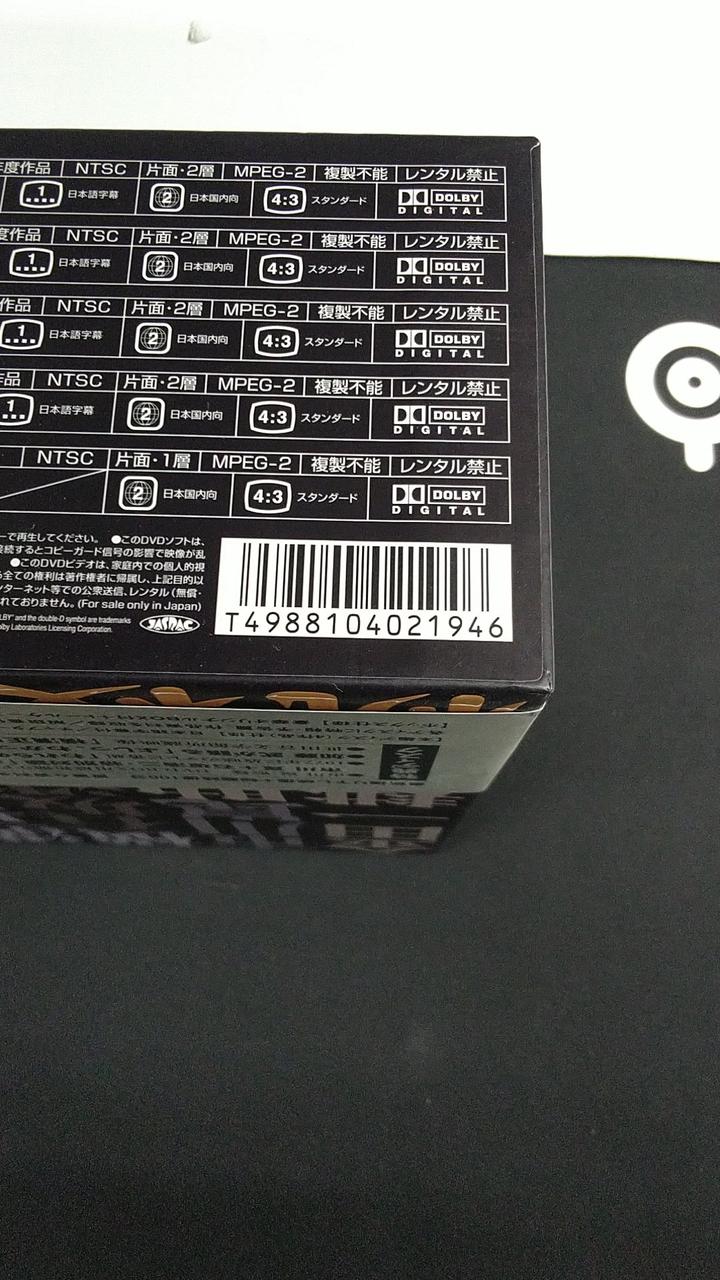 度作品 NTSC 片面・2層 MPEG-2 複製不能 レンタル禁止
1 日本語字幕 2 日本国内向 4:3 スタンダード DOLBY DIGITAL
度作品 NTSC 片面・2層 MPEG-2 複製不能 レンタル禁止
1 日本語字幕 2 日本国内向 4:3 スタンダード DOLBY DIGITAL
作品 NTSC 片面・2層 MPEG-2 複製不能 レンタル禁止
1 日本語字幕 2 日本国内向 4:3 スタンダード DOLBY DIGITAL
品 NTSC 片面・2層 MPEG-2 複製不能 レンタル禁止
1 日本語字幕 2 日本国内向 4:3 スタンダード DOLBY DIGITAL
NTSC 片面・1層 MPEG-2 複製不能 レンタル禁止
2 日本国内向 4:3 スタンダード DOLBY DIGITAL
ーで再生してください。 ●このDVDソフトは、
接続するとコピーガード信号の影響で映像が乱
●このDVDビデオは、家庭内での個人的視
る全ての権利は著作権者に帰属し、上記目的以
ンターネット等での公衆送信、レンタル(無償・
れておりません。(For sale only in Japan)
LBY" and the double-D symbol are trademarks
olby Laboratories Licensing Corporation.
JASRAC
T4988104021946